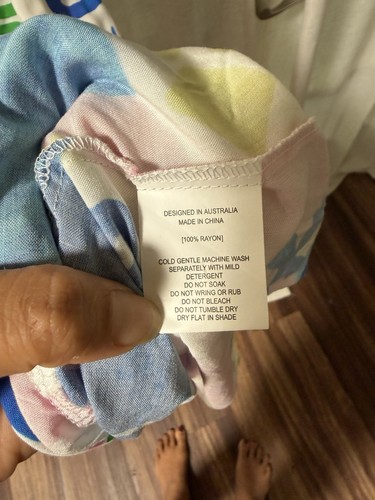 DESIGNED IN AUSTRALIA
MADE IN CHINA
[100% RAYON]
COLD GENTLE MACHINE WASH
SEPARATELY WITH MILD
DETERGENT
DO NOT SOAK
DO NOT WRING OR RUB
DO NOT BLEACH
DO NOT TUMBLE DRY
DRY FLAT IN SHADE